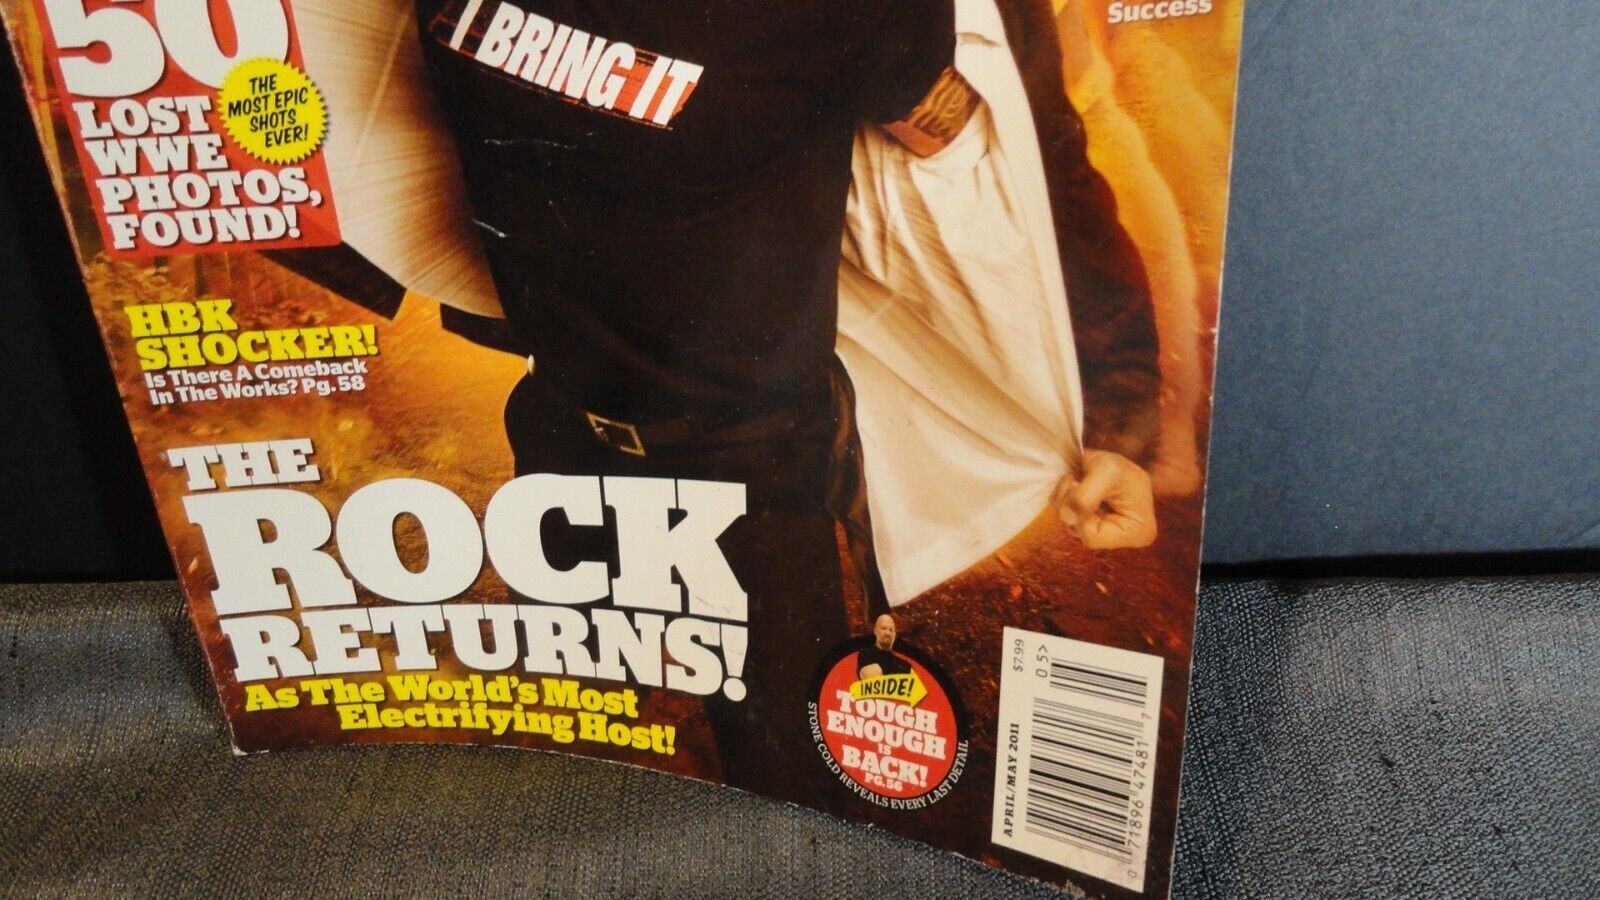 Success
I BRING IT
50
LOST
WWE
PHOTOS,
FOUND!
THE
MOST EPIC
SHOTS
EVER!
HBK
SHOCKER!
Is There A Comeback
In The Works? Pg. 58
THE
ROCK
RETURNS!
As The World's Most
Electrifying Host!
INSIDE!
TOUGH
ENOUGH
IS
BACK!
PG.56
STONE COLD REVEALS EVERY LAST DETAIL
$7.99
05>
APRIL/MAY 2011
0 71896 47481 7